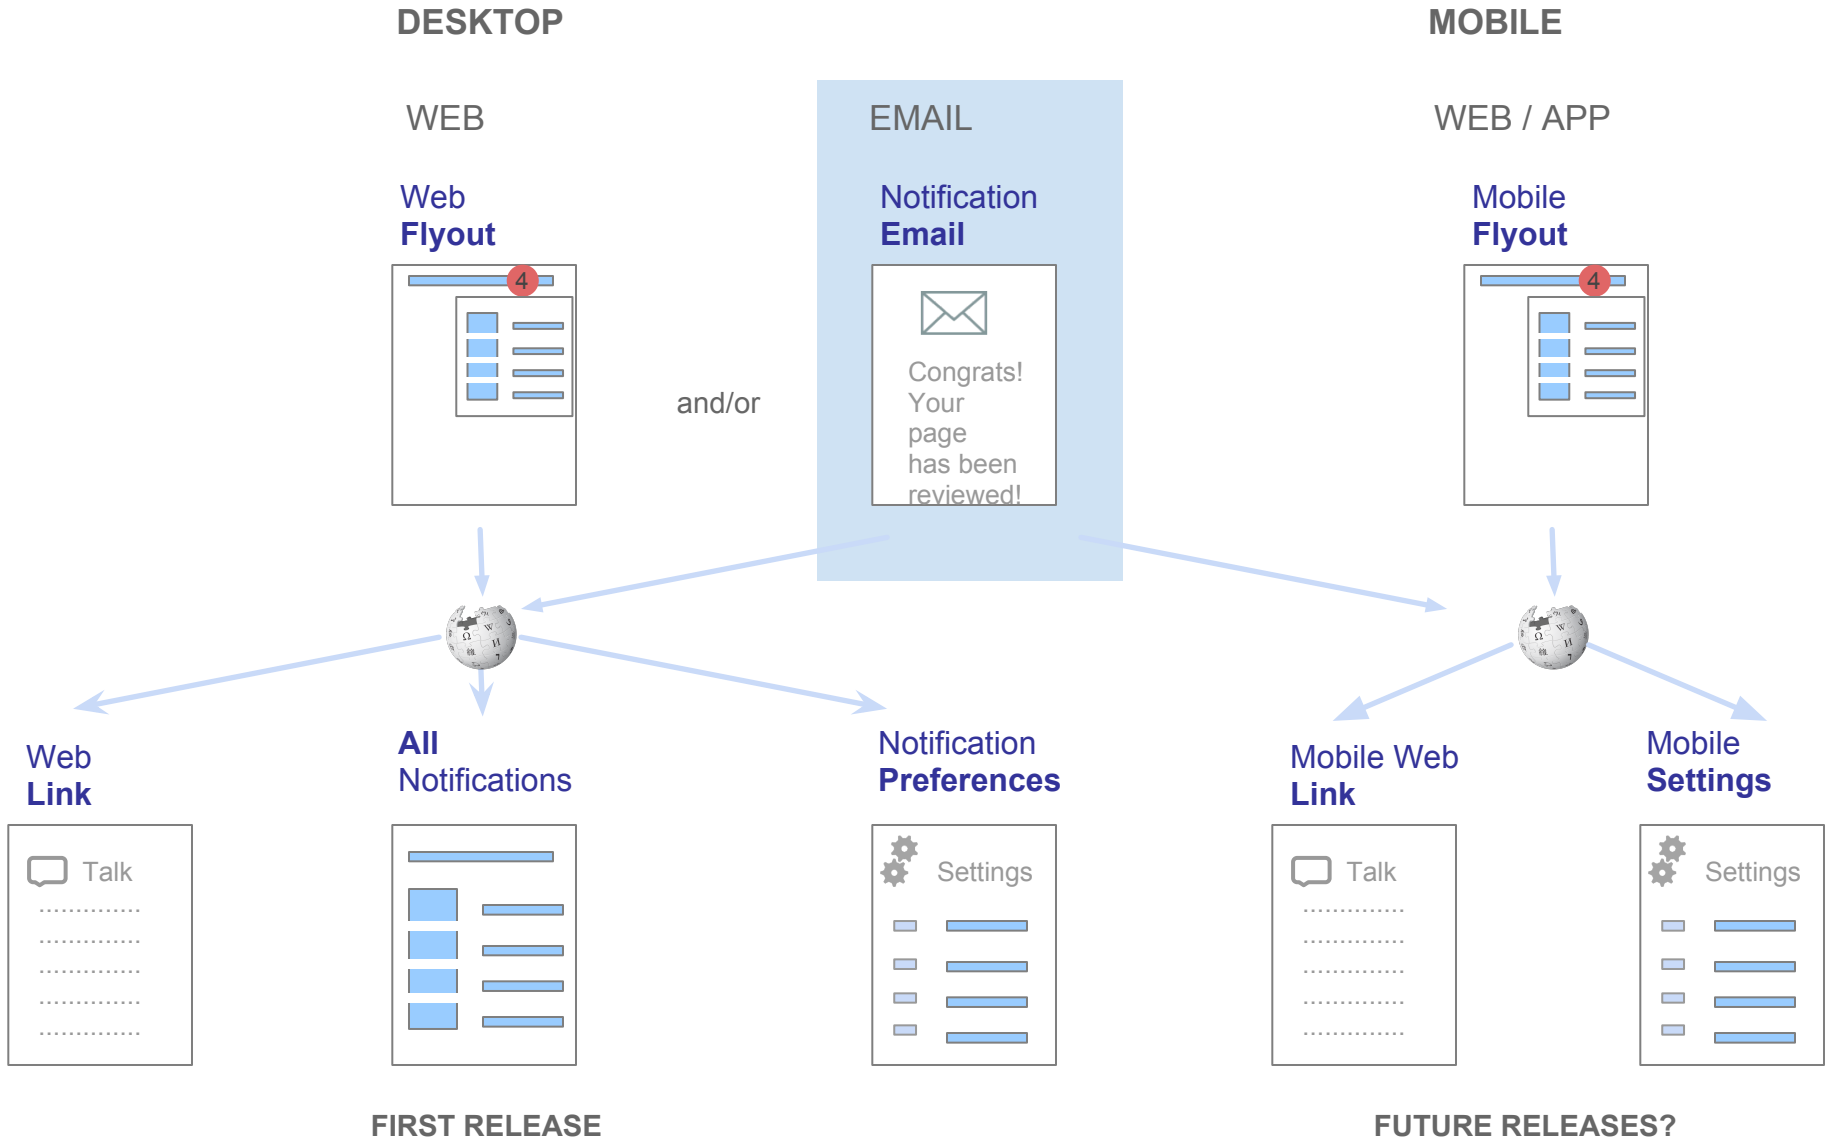 DESKTOP
MOBILE
WEB
EMAIL
WEB / APP
Web
Flyout
Notification
Email
Mobile
Flyout
4
4
Congrats!
Your
page
has been
reviewed!
and/or
Ω
W
И
Ω
W
И
Web
Link
All
Notifications
Notification
Preferences
Mobile Web
Link
Mobile
Settings
Talk
Settings
Talk
Settings
FIRST RELEASE
FUTURE RELEASES?